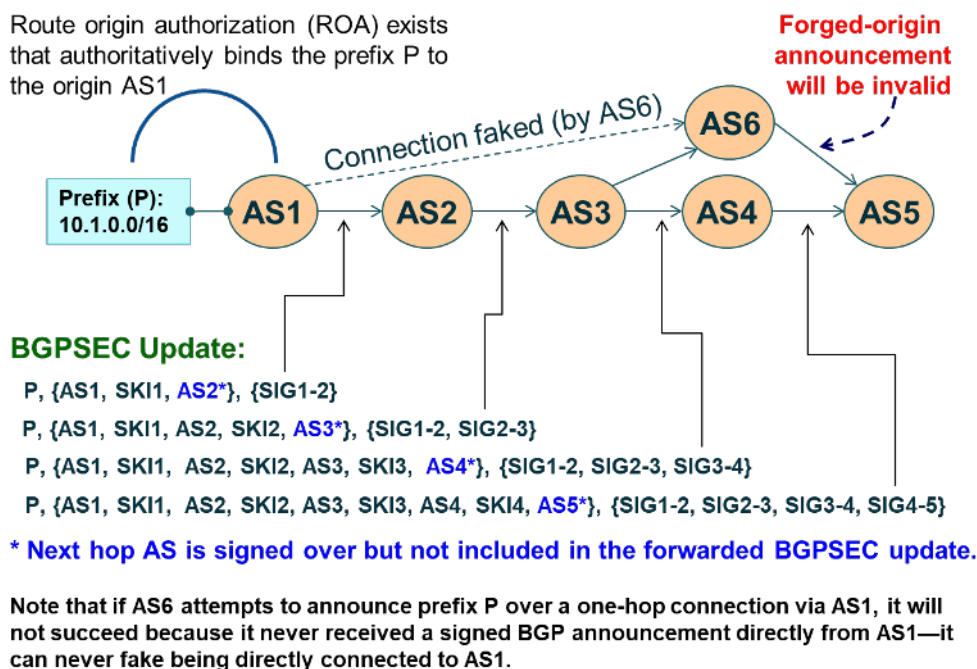 Route origin authorization (ROA) exists
that authoritatively binds the prefix P to
the origin AS1
Forged-origin
announcement
will be invalid
Connection faked (by AS6)
AS6
Prefix (P):
10.1.0.0/16
AS1
AS2
AS3
AS4
AS5
BGPSEC Update:
P, {AS1, SKI1, AS2*}, {SIG1-2}
P, {AS1, SKI1, AS2, SKI2, AS3*}, {SIG1-2, SIG2-3}
P, {AS1, SKI1, AS2, SKI2, AS3, SKI3, AS4*}, {SIG1-2, SIG2-3, SIG3-4}
P, {AS1, SKI1, AS2, SKI2, AS3, SKI3, AS4, SKI4, AS5*}, {SIG1-2, SIG2-3, SIG3-4, SIG4-5}
* Next hop AS is signed over but not included in the forwarded BGPSEC update.
Note that if AS6 attempts to announce prefix P over a one-hop connection via AS1, it will
not succeed because it never received a signed BGP announcement directly from AS1—it
can never fake being directly connected to AS1.